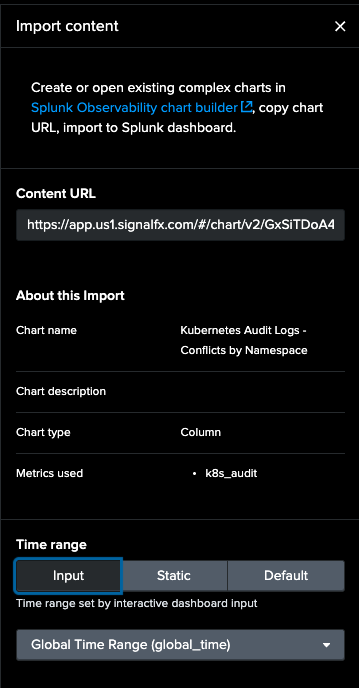 Import content
Create or open existing complex charts in
Splunk Observability chart builder, copy chart
URL, import to Splunk dashboard.
Content URL
https://app.us1.signalfx.com/#/chart/v2/GxSiTDoA4
About this Import
Chart name
Kubernetes Audit Logs -
Conflicts by Namespace
Chart description
Chart type
Column
Metrics used
• k8s_audit
Time range
Input
Static
Default
Time range set by interactive dashboard input
Global Time Range (global_time)